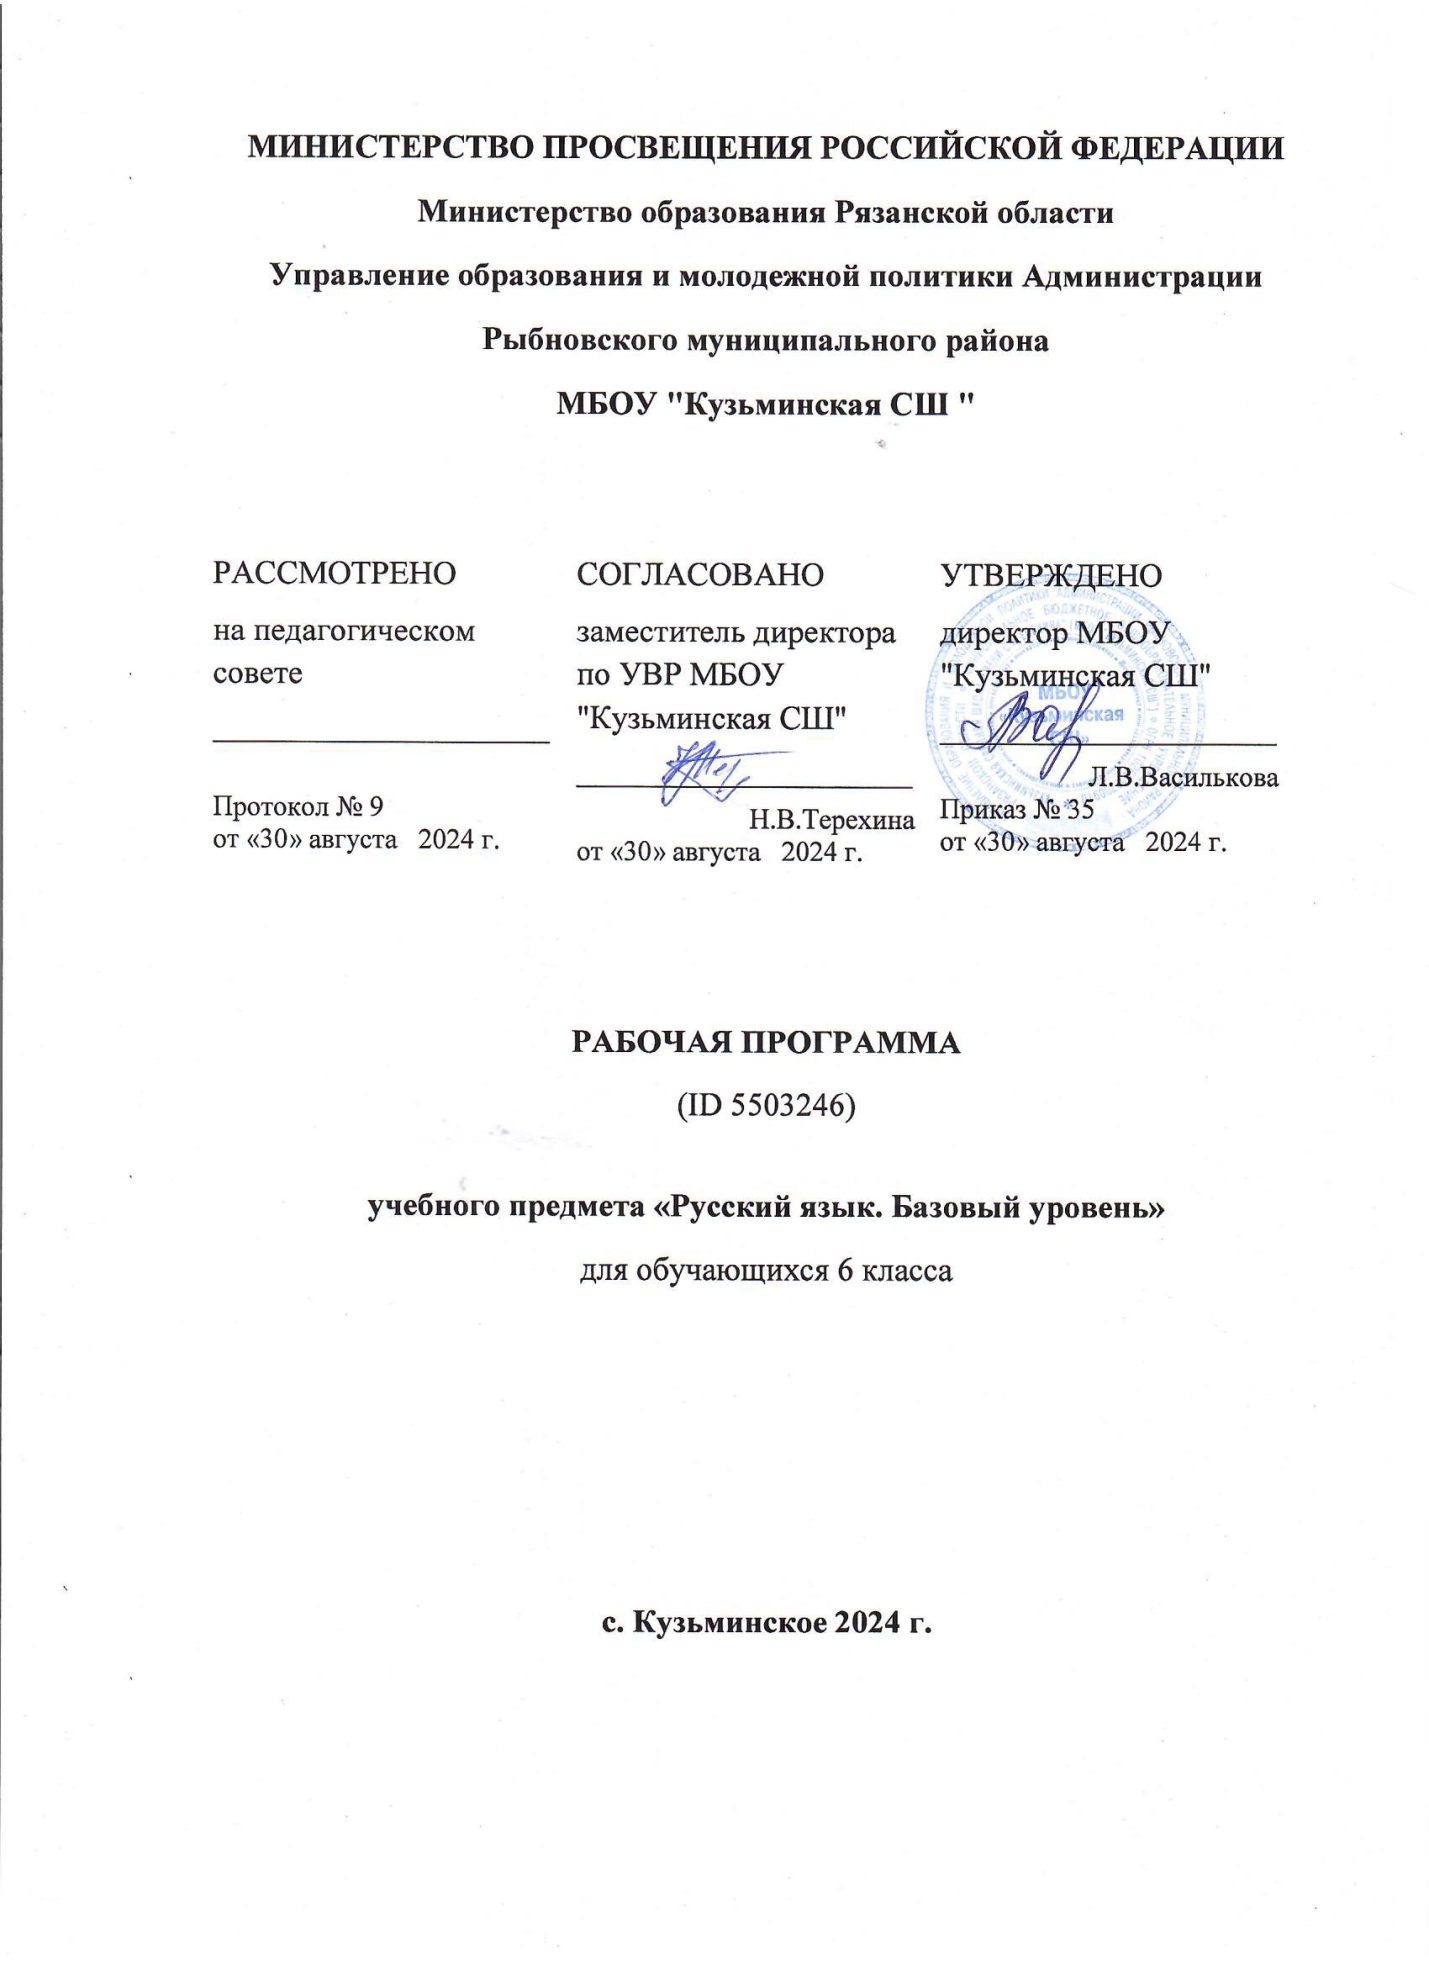 МИНИСТЕРСТВО ПРОСВЕЩЕНИЯ РОССИЙСКОЙ ФЕДЕРАЦИИ
Министерство образования Рязанской области
Управление образования и молодежной политики Администрации
Рыбновского муниципального района
МБОУ "Кузьминская СШ "
РАССМОТРЕНО
на педагогическом
совете
Протокол № 9
от «30» августа 2024 г.
СОГЛАСОВАНО
заместитель директора
по УВР МБОУ
"Кузьминская СШ"
Н.В.Терехина
от «30» августа 2024 г.
УТВЕРЖДЕНО
директор МБОУ
"Кузьминская СШ"
Л.В.Василькова
Приказ № 35
от «30» августа 2024 г.
МБОУ
«Кузьминская
РАБОЧАЯ ПРОГРАММА
(ID 5503246)
учебного предмета «Русский язык. Базовый уровень»
для обучающихся 6 класса
с. Кузьминское 2024 г.